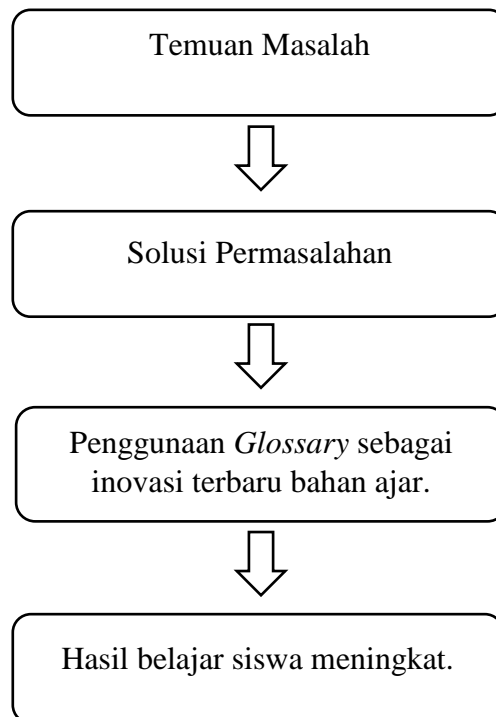 Temuan Masalah
Solusi Permasalahan
Penggunaan Glossary sebagai
inovasi terbaru bahan ajar.
Hasil belajar siswa meningkat.